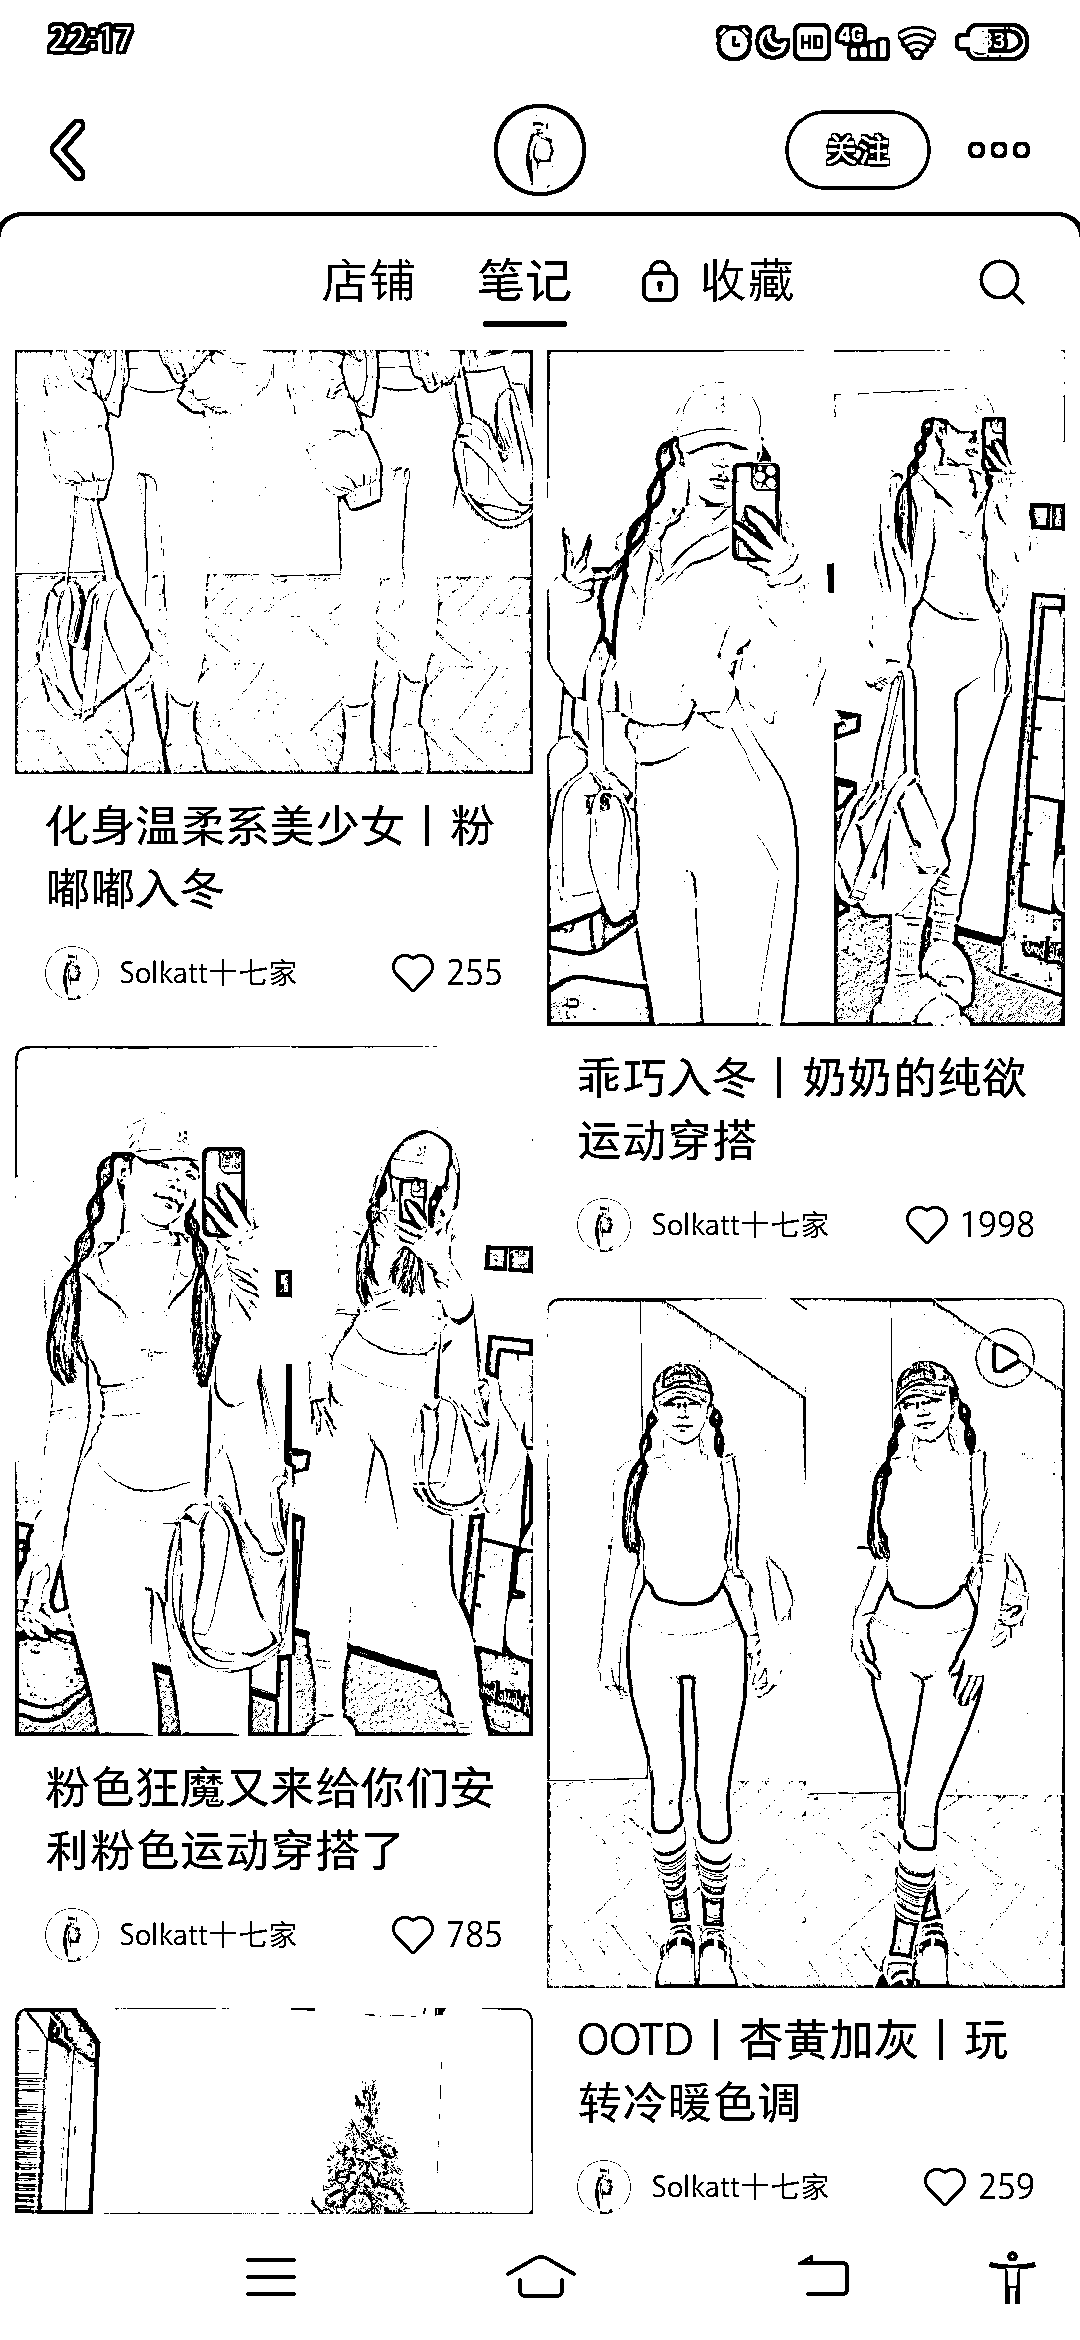 22:17
HD 4G 3
关注
店铺 笔记 收藏
化身温柔系美少女丨粉
嘟嘟入冬
Solkatt十七家 255
乖巧入冬丨奶奶的纯欲
运动穿搭
Solkatt十七家 1998
粉色狂魔又来给你们安
利粉色运动穿搭了
Solkatt十七家 785
OOTD丨杏黄加灰丨玩
转冷暖色调
Solkatt十七家 259